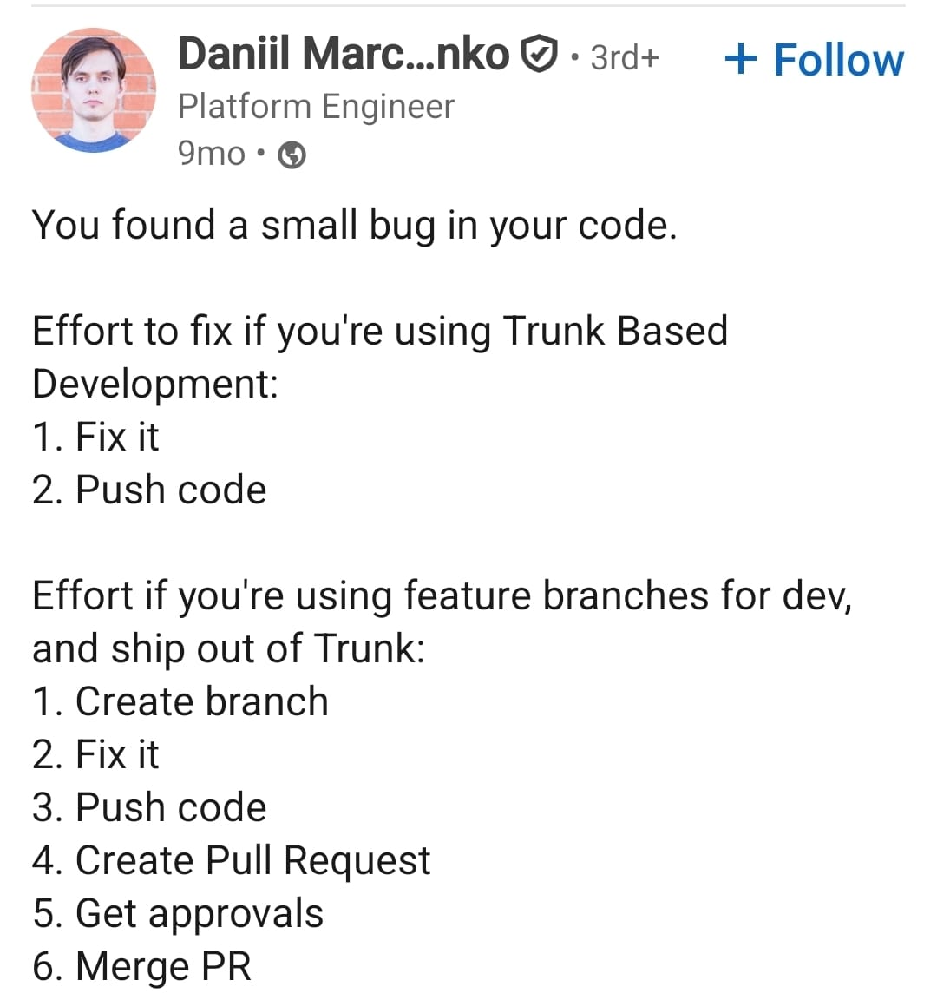 Daniil Marc...nko • 3rd+ + Follow
Platform Engineer
9mo •
You found a small bug in your code.
Effort to fix if you're using Trunk Based
Development:
1. Fix it
2. Push code
Effort if you're using feature branches for dev,
and ship out of Trunk:
1. Create branch
2. Fix it
3. Push code
4. Create Pull Request
5. Get approvals
6. Merge PR